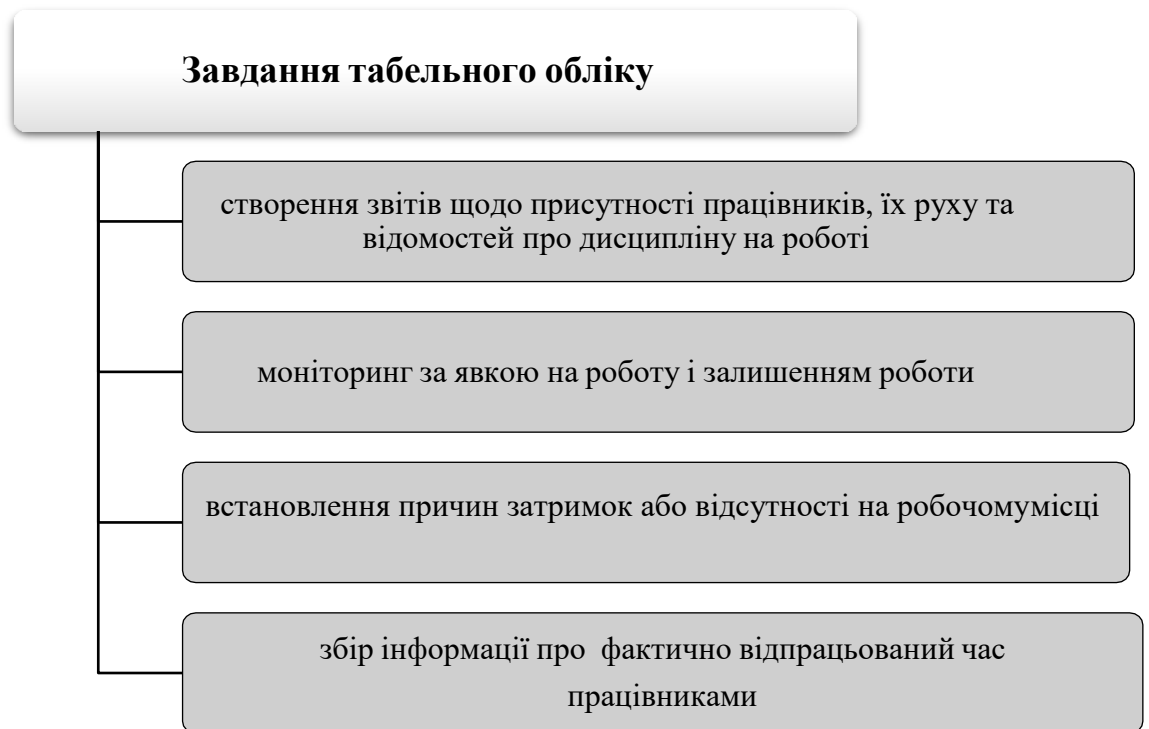 Завдання табельного обліку
створення звітів щодо присутності працівників, їх руху та
відомостей про дисципліну на роботі
моніторинг за явкою на роботу і залишенням роботи
встановлення причин затримок або відсутності на робочомумісці
збір інформації про  фактично відпрацьований час
працівниками